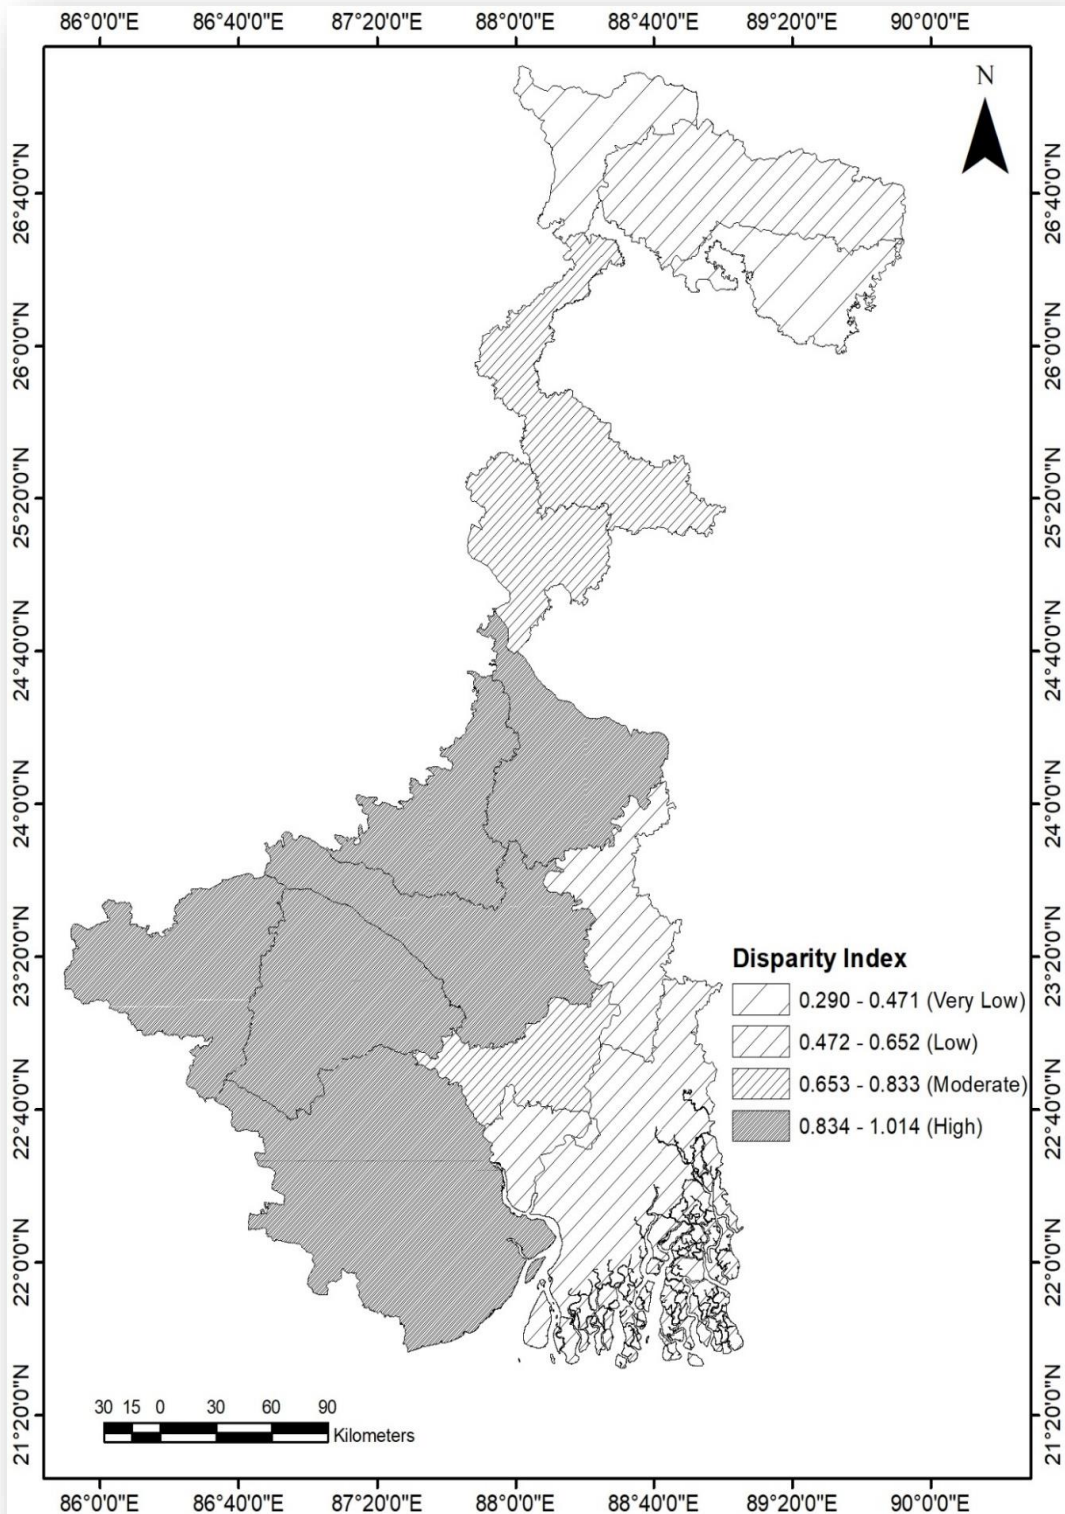 86°0'0"E 86°40'0"E 87°20'0"E 88°0'0"E 88°40'0"E 89°20'0"E 90°0'0"E
N
26°40'0"N 26°40'0"N
26°0'0"N 26°0'0"N
25°20'0"N 25°20'0"N
24°40'0"N 24°40'0"N
24°0'0"N 24°0'0"N
23°20'0"N 23°20'0"N
Disparity Index
0.290 - 0.471 (Very Low)
0.472 - 0.652 (Low)
0.653 - 0.833 (Moderate)
0.834 - 1.014 (High)
22°40'0"N 22°40'0"N
22°0'0"N 22°0'0"N
21°20'0"N 21°20'0"N
30 15 0 30 60 90
Kilometers
86°0'0"E 86°40'0"E 87°20'0"E 88°0'0"E 88°40'0"E 89°20'0"E 90°0'0"E